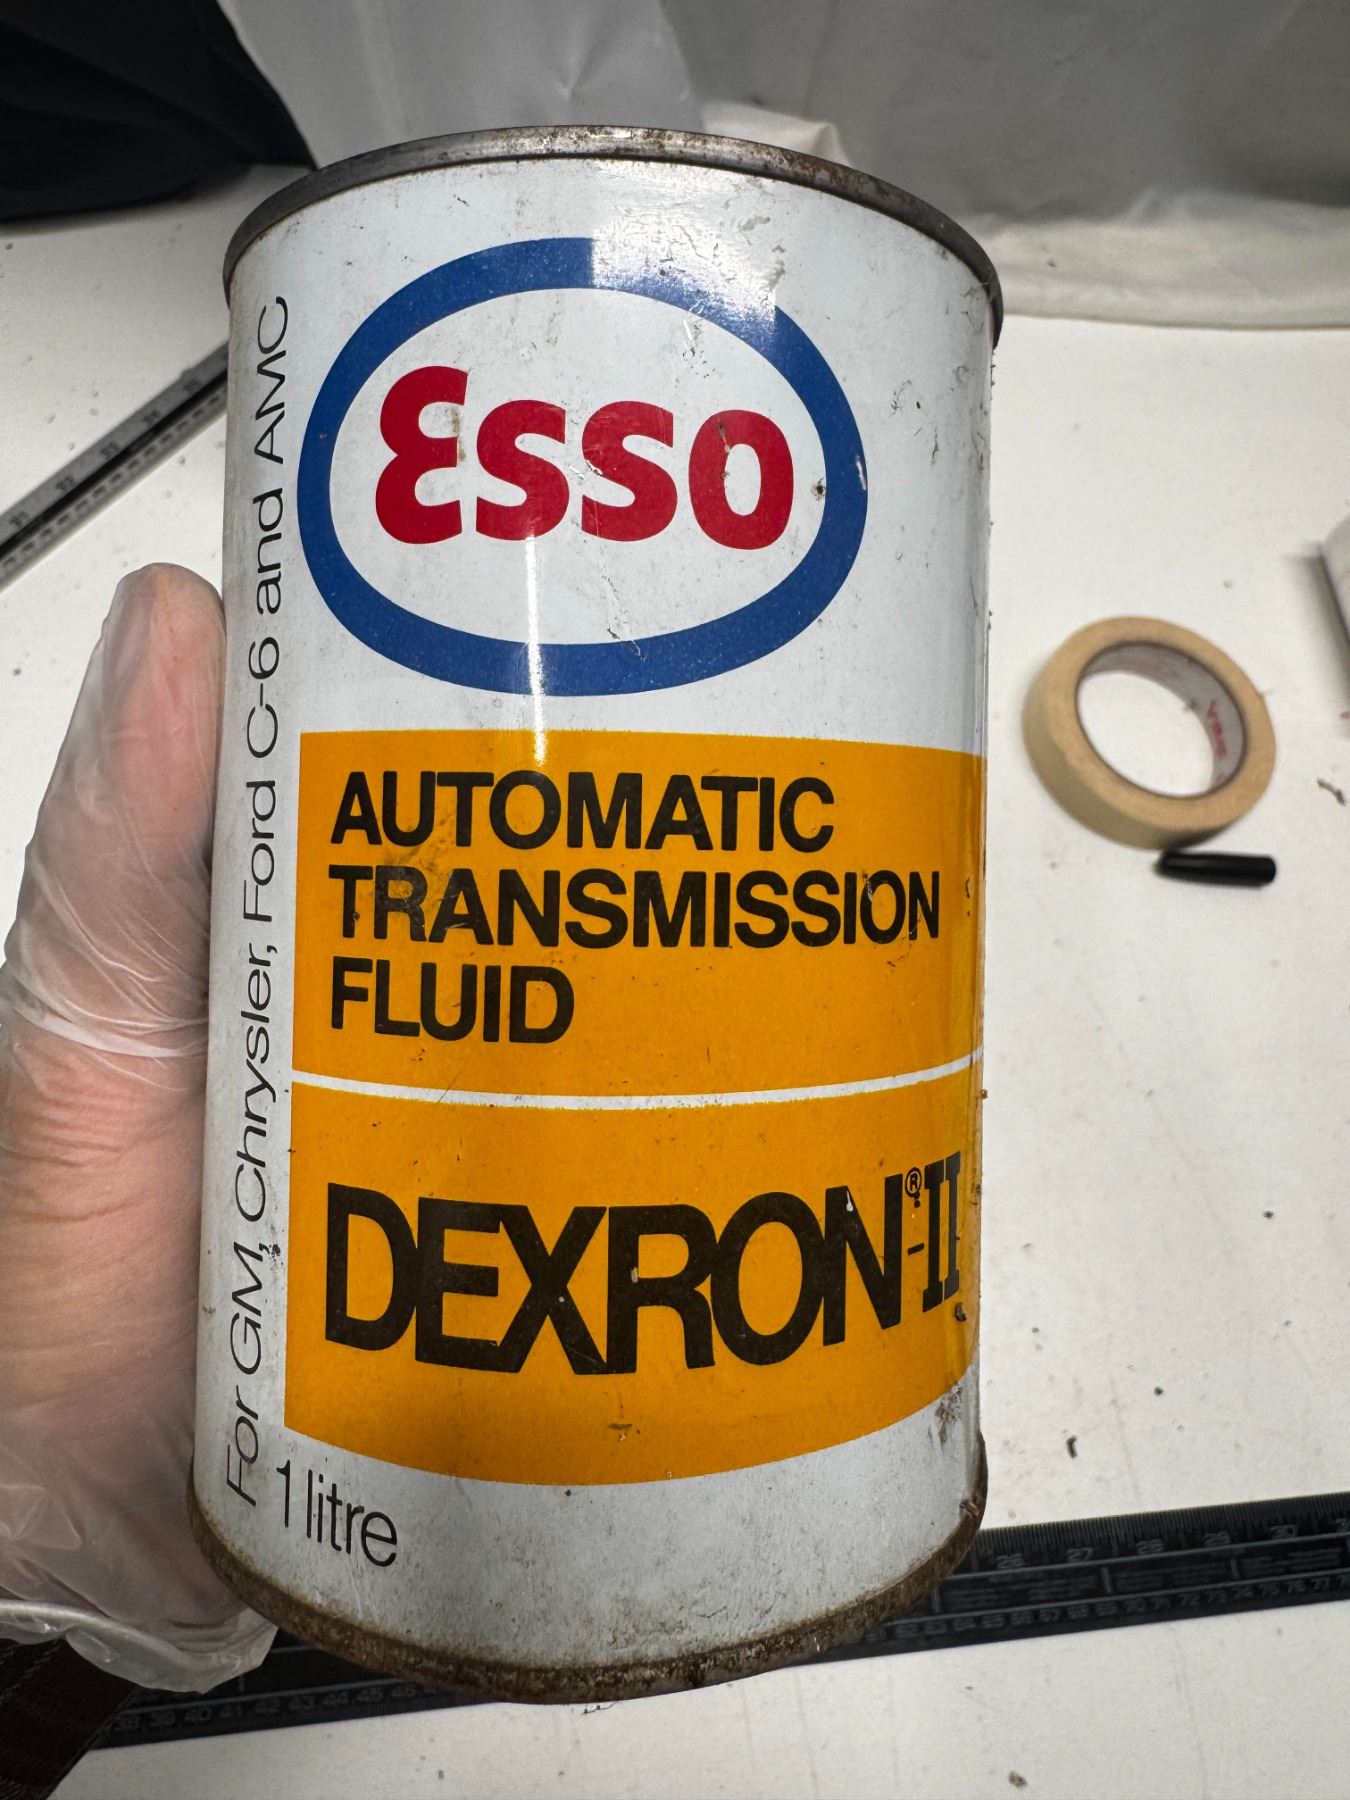 Esso
AUTOMATIC
TRANSMISSION
FLUID
DEXRON®-II
For GM, Chrysler, Ford C-6 and AMC
1 litre